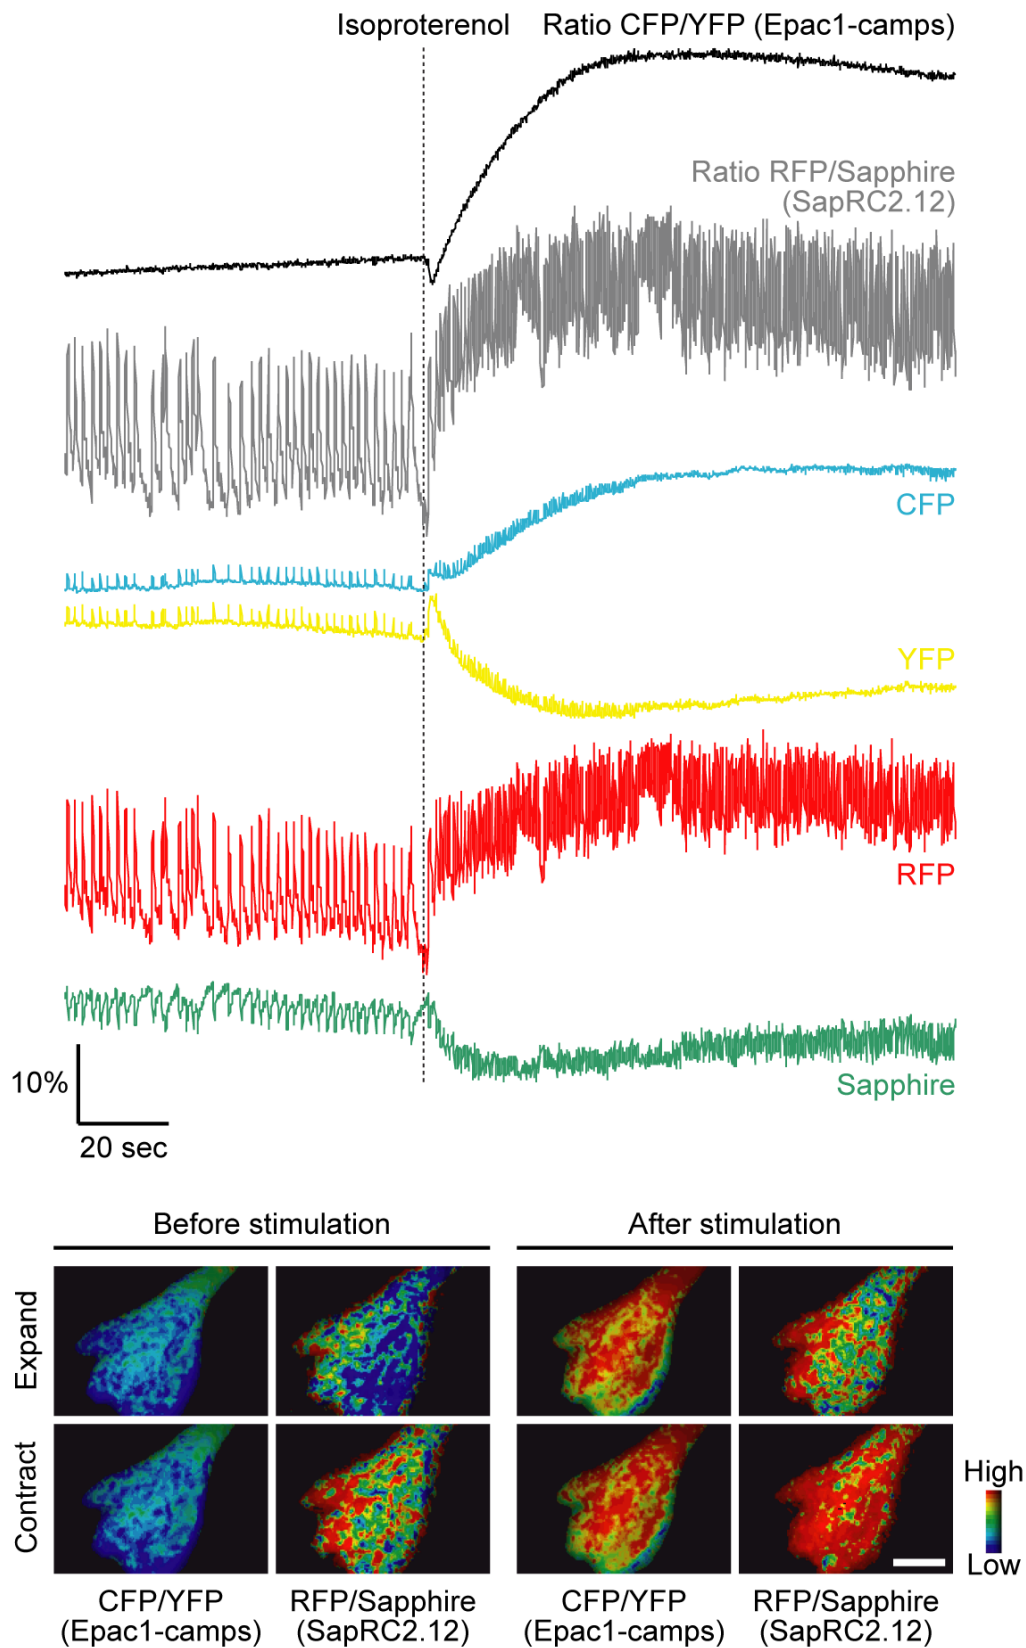 Isoproterenol
Ratio CFP/YFP (Epac1-camps)
Ratio RFP/Sapphire
(SapRC2.12)
CFP
YFP
RFP
Sapphire
10%
20 sec
Before stimulation
After stimulation
Expand
Contract
High
Low
CFP/YFP
(Epac1-camps)
RFP/Sapphire
(SapRC2.12)
CFP/YFP
(Epac1-camps)
RFP/Sapphire
(SapRC2.12)